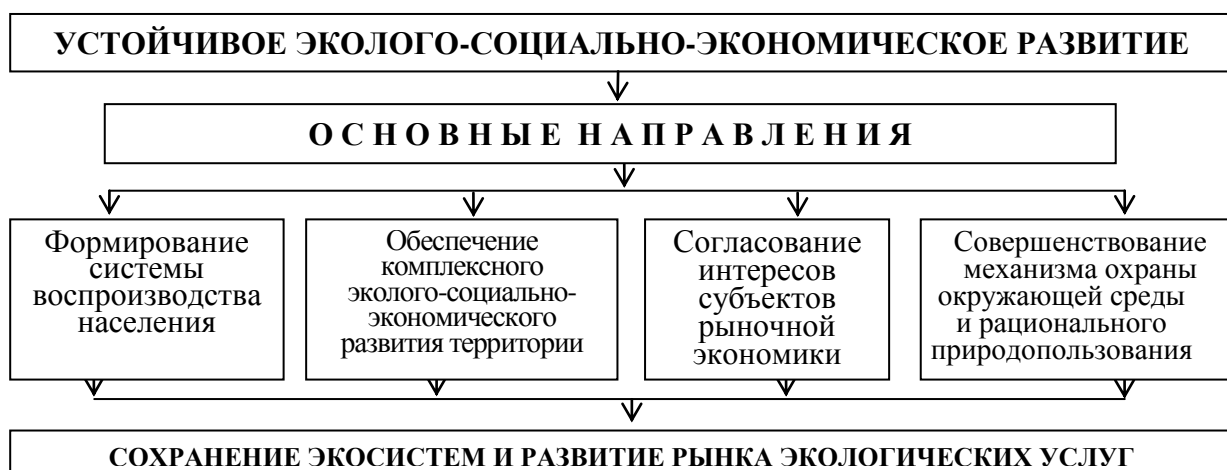 УСТОЙЧИВОЕ ЭКОЛОГО-СОЦИАЛЬНО-ЭКОНОМИЧЕСКОЕ РАЗВИТИЕ
О С Н О В Н Ы Е Н А П Р А В Л Е Н И Я
Формирование
системы
воспроизводства
населения
Обеспечение
комплексного
эколого-социально-
экономического
развития территории
Согласование
интересов
субъектов
рыночной
экономики
Совершенствование
механизма охраны
окружающей среды
и рационального
природопользования
СОХРАНЕНИЕ ЭКОСИСТЕМ И РАЗВИТИЕ РЫНКА ЭКОЛОГИЧЕСКИХ УСЛУГ